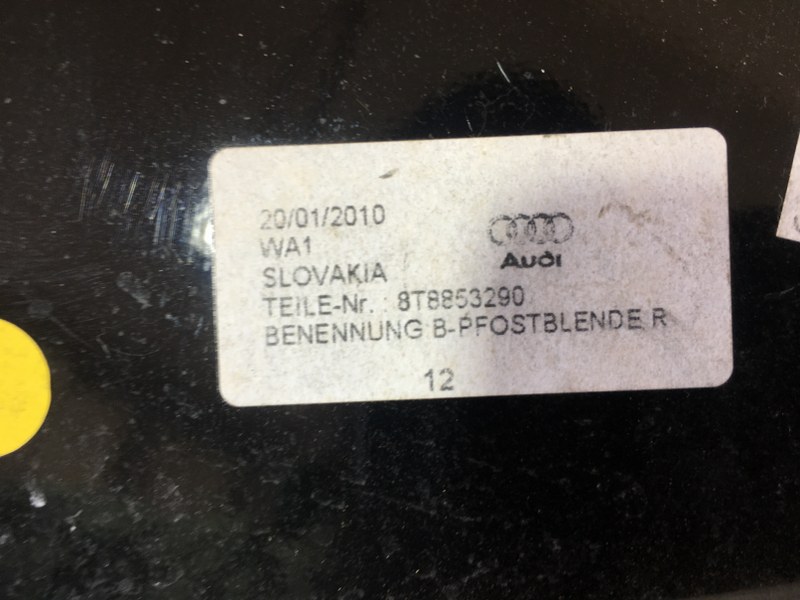 20/01/2010
WA1
SLOVAKIA
TEILE-Nr. : 8T8853290
BENENNUNG B-PFOSTBLENDE R
12
Audi